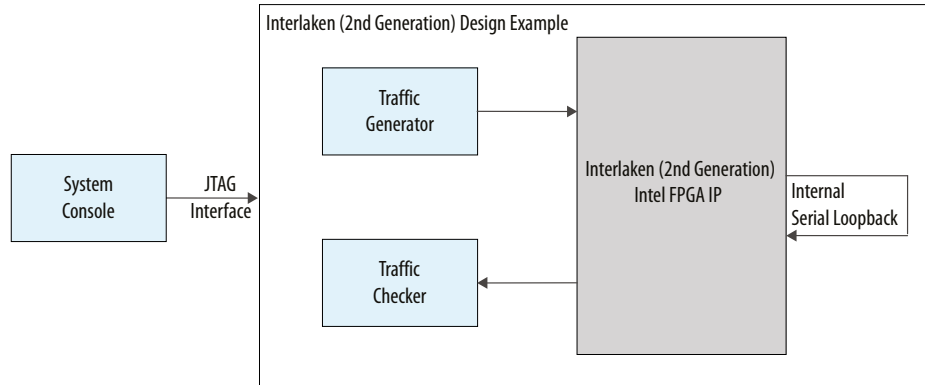 Interlaken (2nd Generation) Design Example
Traffic
Generator
Interlaken (2nd Generation)
Intel FPGA IP
System
Console
JTAG
Interface
Internal
Serial Loopback
Traffic
Checker